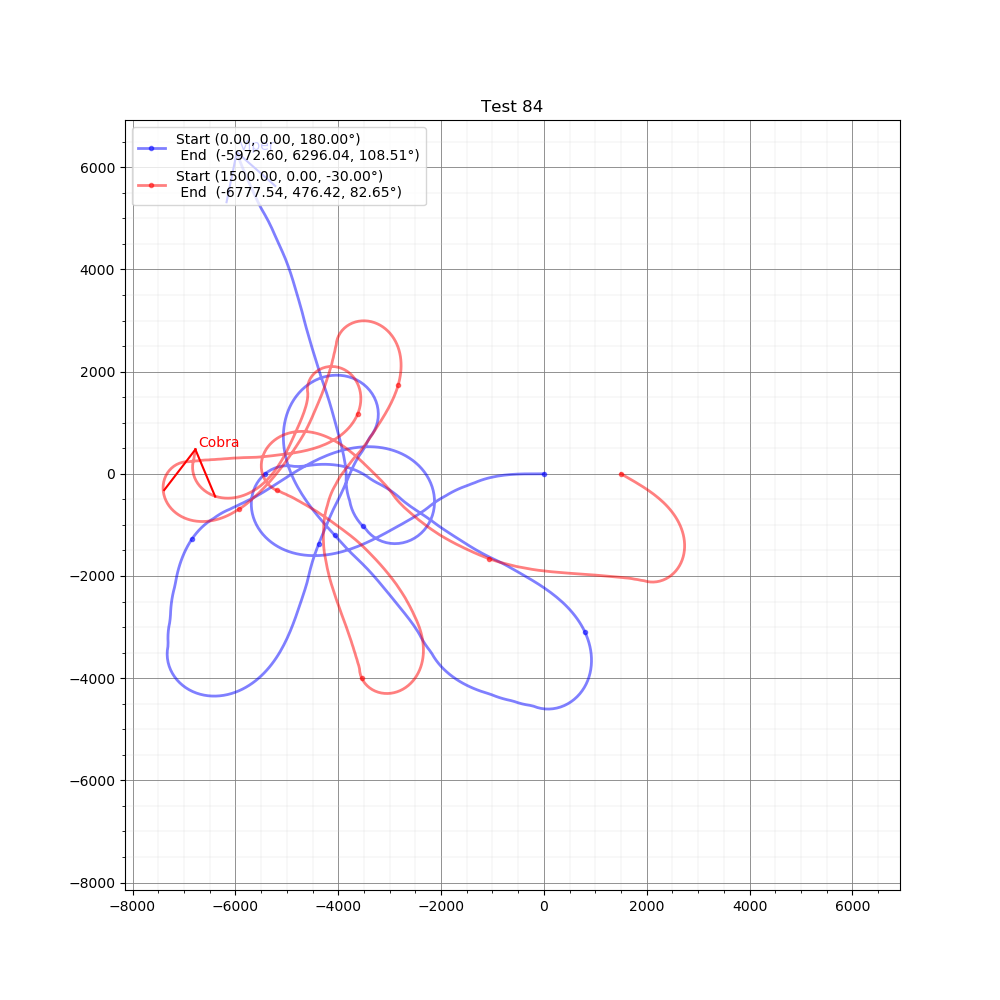 Test 84
Start (0.00, 0.00, 180.00°)
End (-5972.60, 6296.04, 108.51°)
Start (1500.00, 0.00, -30.00°)
End (-6777.54, 476.42, 82.65°)
6000
4000
2000
0
−2000
−4000
−6000
−8000
Cobra
−8000 −6000 −4000 −2000 0 2000 4000 6000